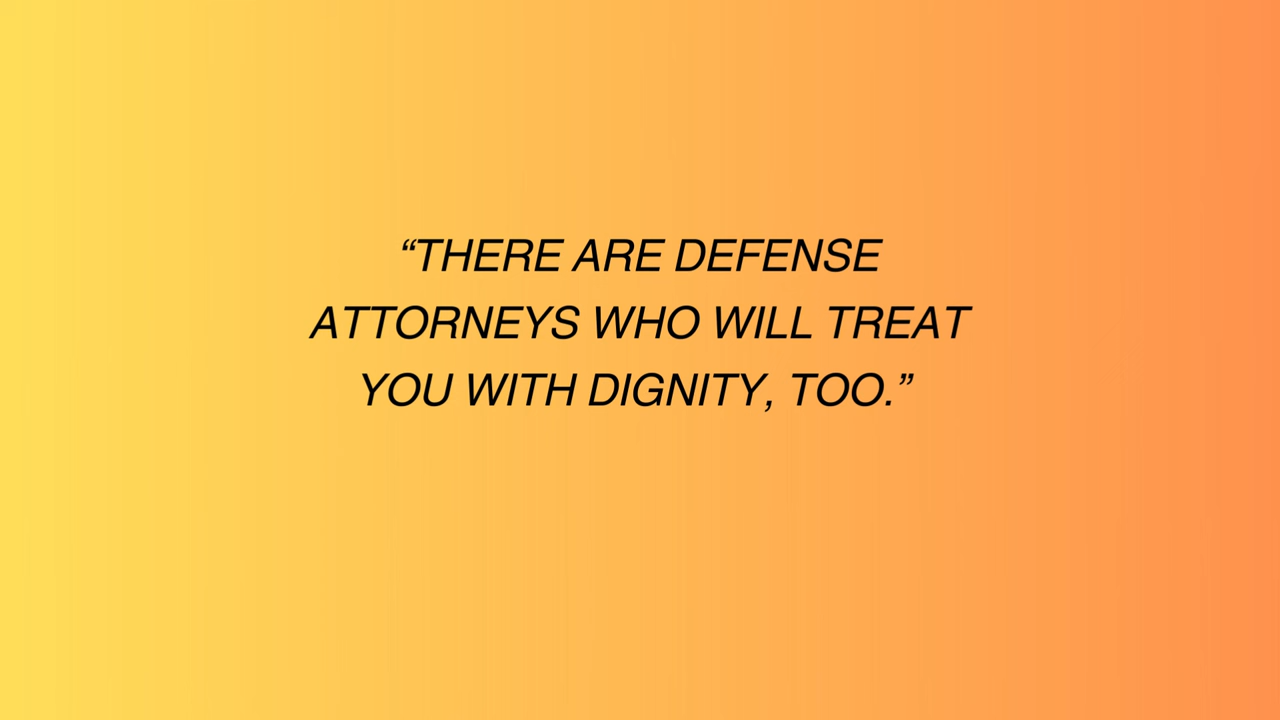 “THERE ARE DEFENSE
ATTORNEYS WHO WILL TREAT
YOU WITH DIGNITY, TOO.”